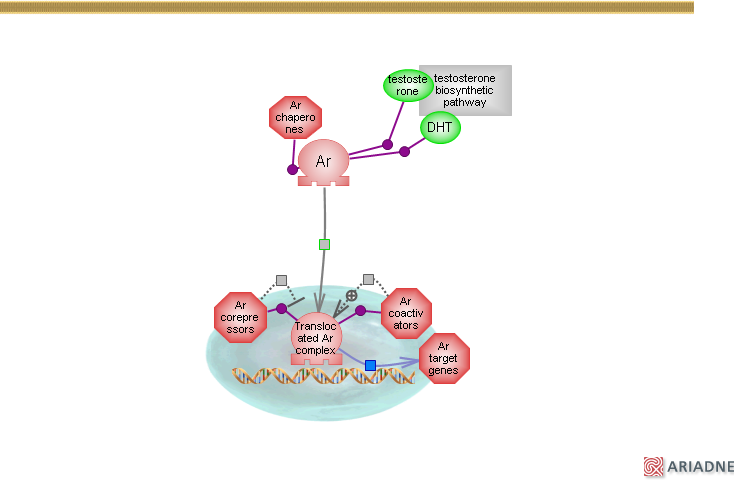 testoste
rone
testosterone
biosynthetic
pathway
DHT
Ar
chapero
nes
Ar
Ar
corepre
ssors
Ar
coactiv
ators
Transloc
ated Ar
complex
Ar
target
genes
ARIADNE